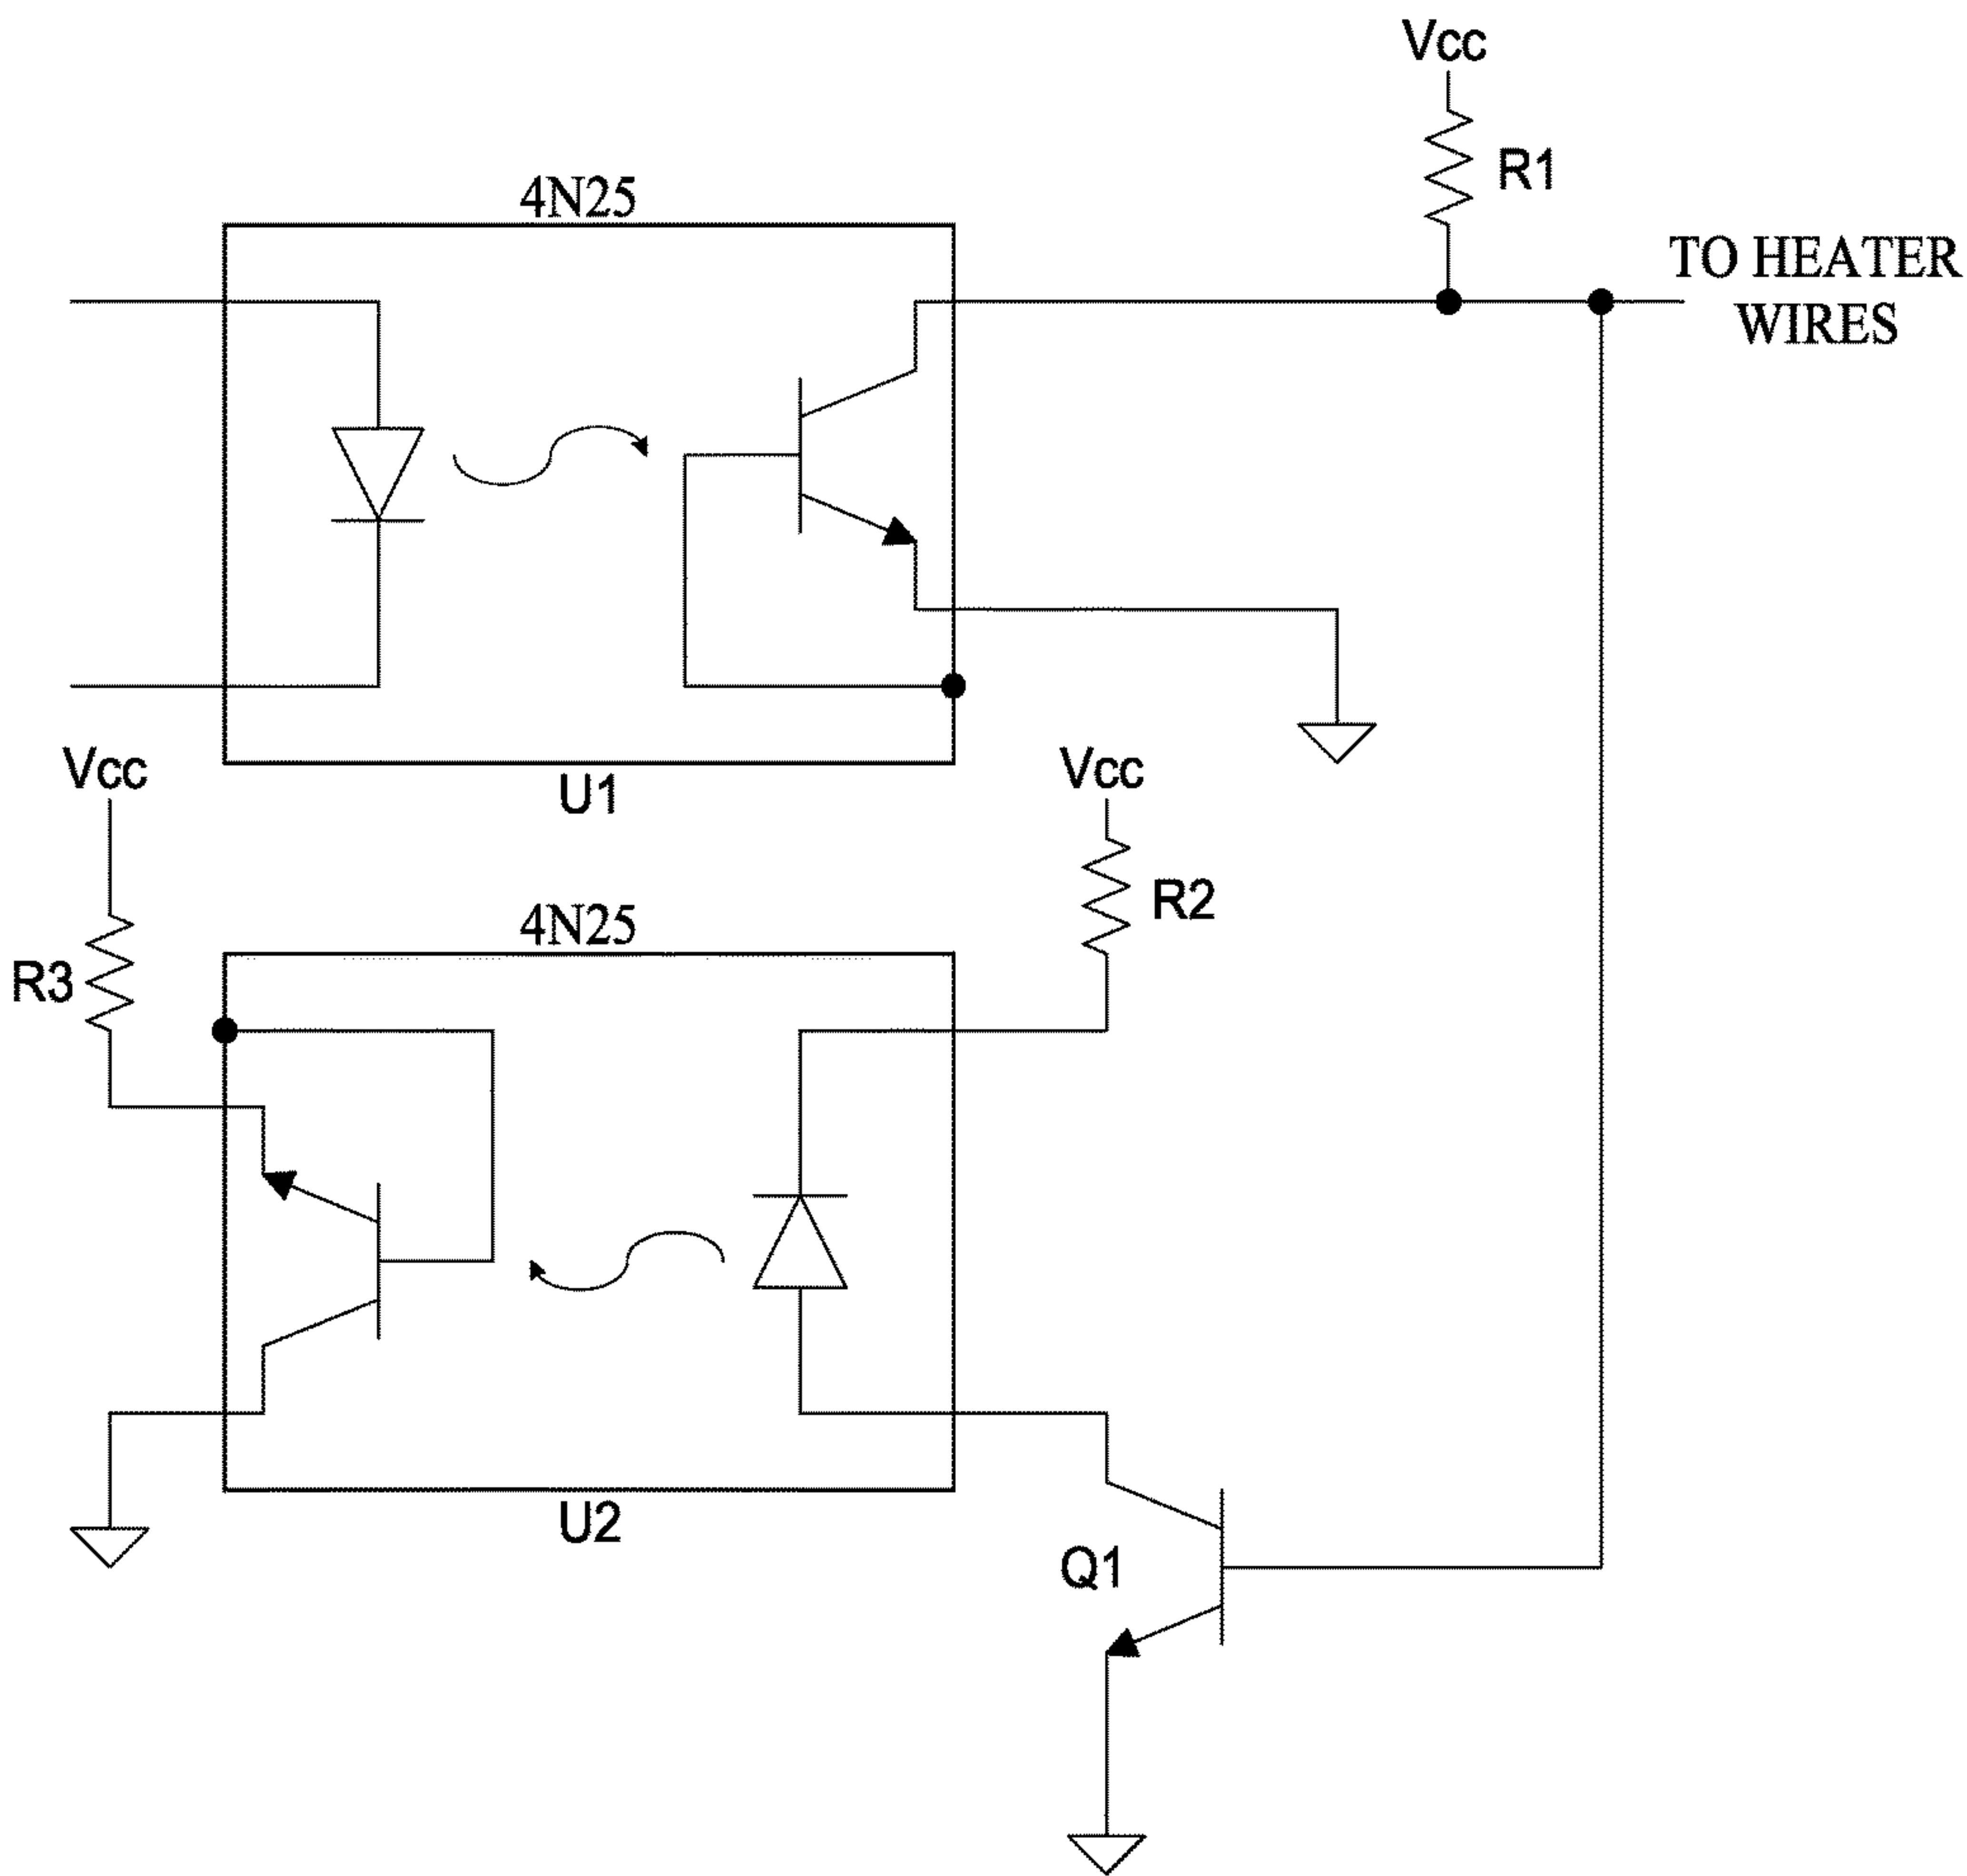 Vcc
R1
4N25
TO HEATER
WIRES
U1
Vcc
Vcc
R2
4N25
R3
U2
Q1